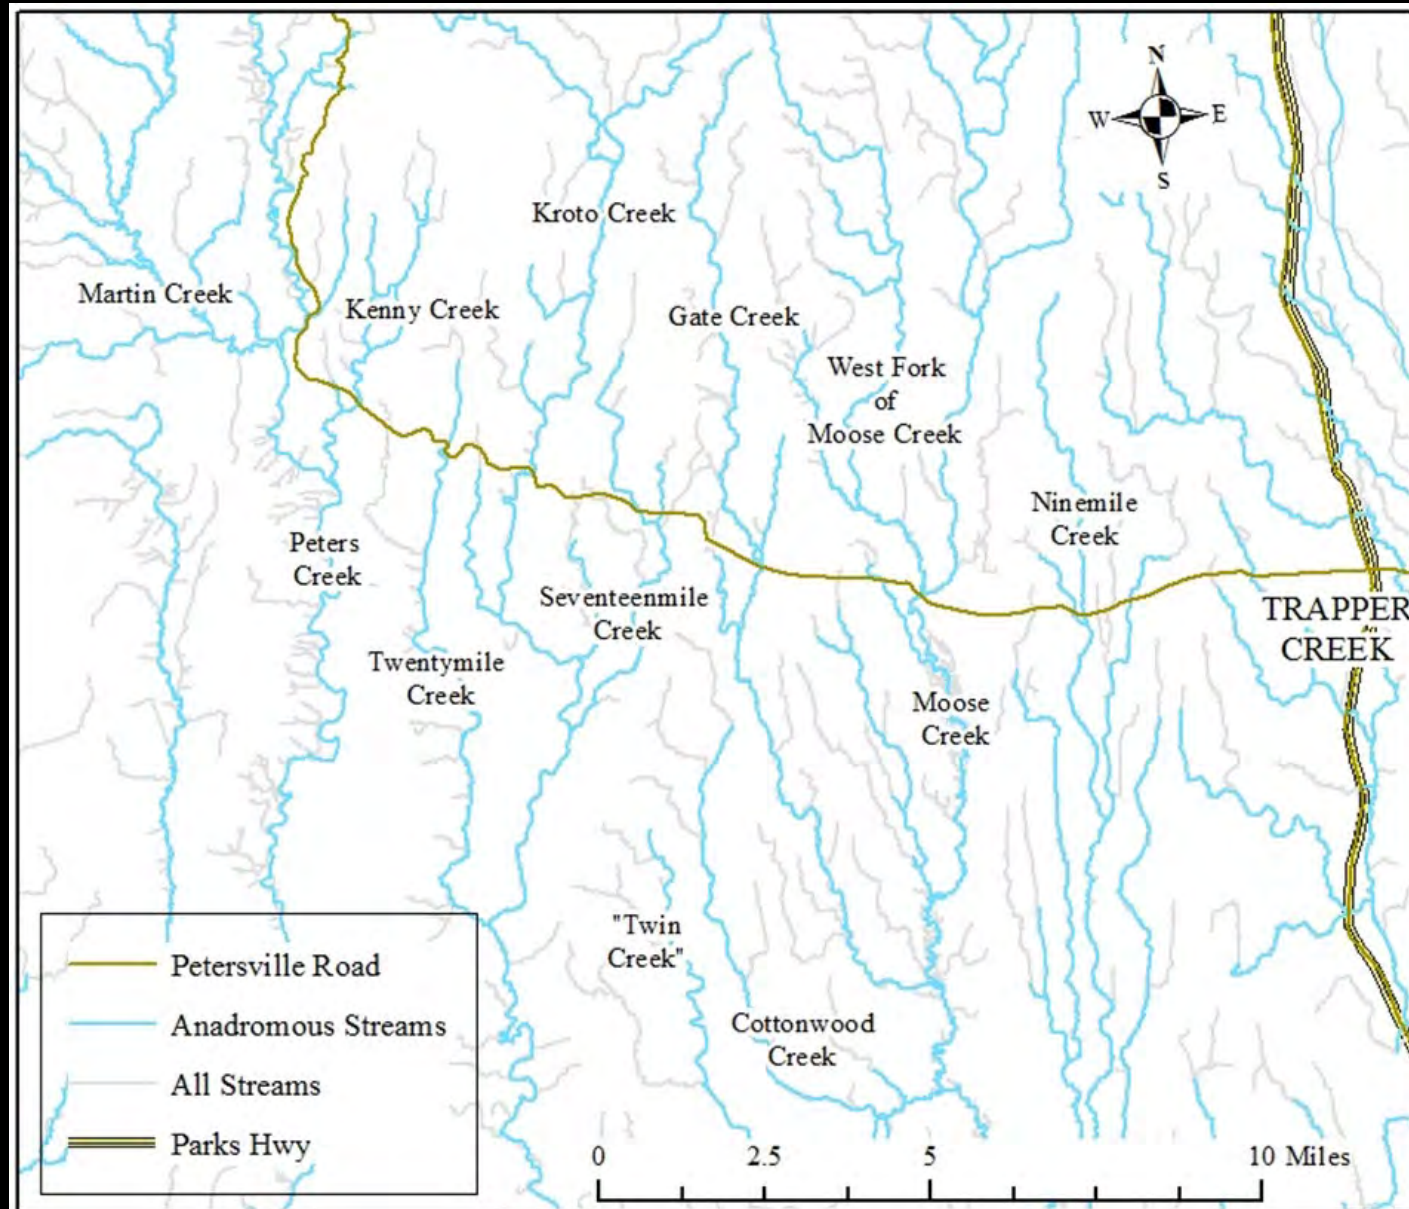 N
W E
S
Kroto Creek
Martin Creek
Kenny Creek
Gate Creek
West Fork
of
Moose Creek
Ninemile
Creek
Peters
Creek
Seventeenmile
Creek
TRAPPER
CREEK
Twentymile
Creek
Moose
Creek
"Twin
Creek"
Cottonwood
Creek
Petersville Road
Anadromous Streams
All Streams
Parks Hwy
0 2.5 5 10 Miles